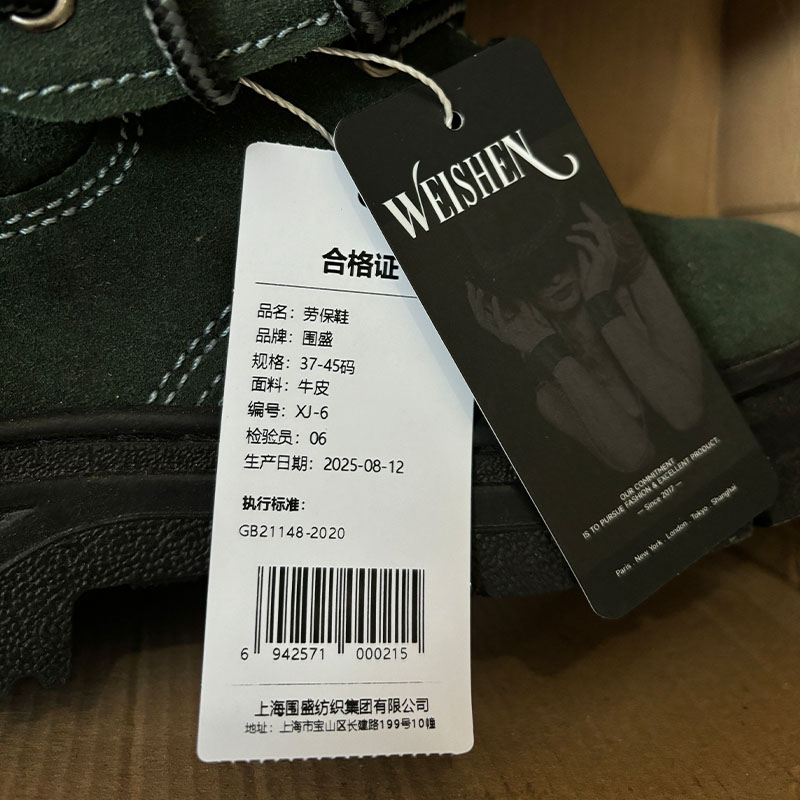 合格证
品名：劳保鞋
品牌：围盛
规格：37-45码
面料：牛皮
编号：XJ-6
检验员：06
生产日期：2025-08-12
执行标准：
GB21148-2020
6 942571 000215
上海围盛纺织集团有限公司
地址：上海市宝山区长建路199号10幢
WEISHEN
OUR COMMITMENT
IS TO PURSUE FASHION & EXCELLENT PRODUCT.
— Since 2017 —
Paris · New York · London · Tokyo · Shanghai